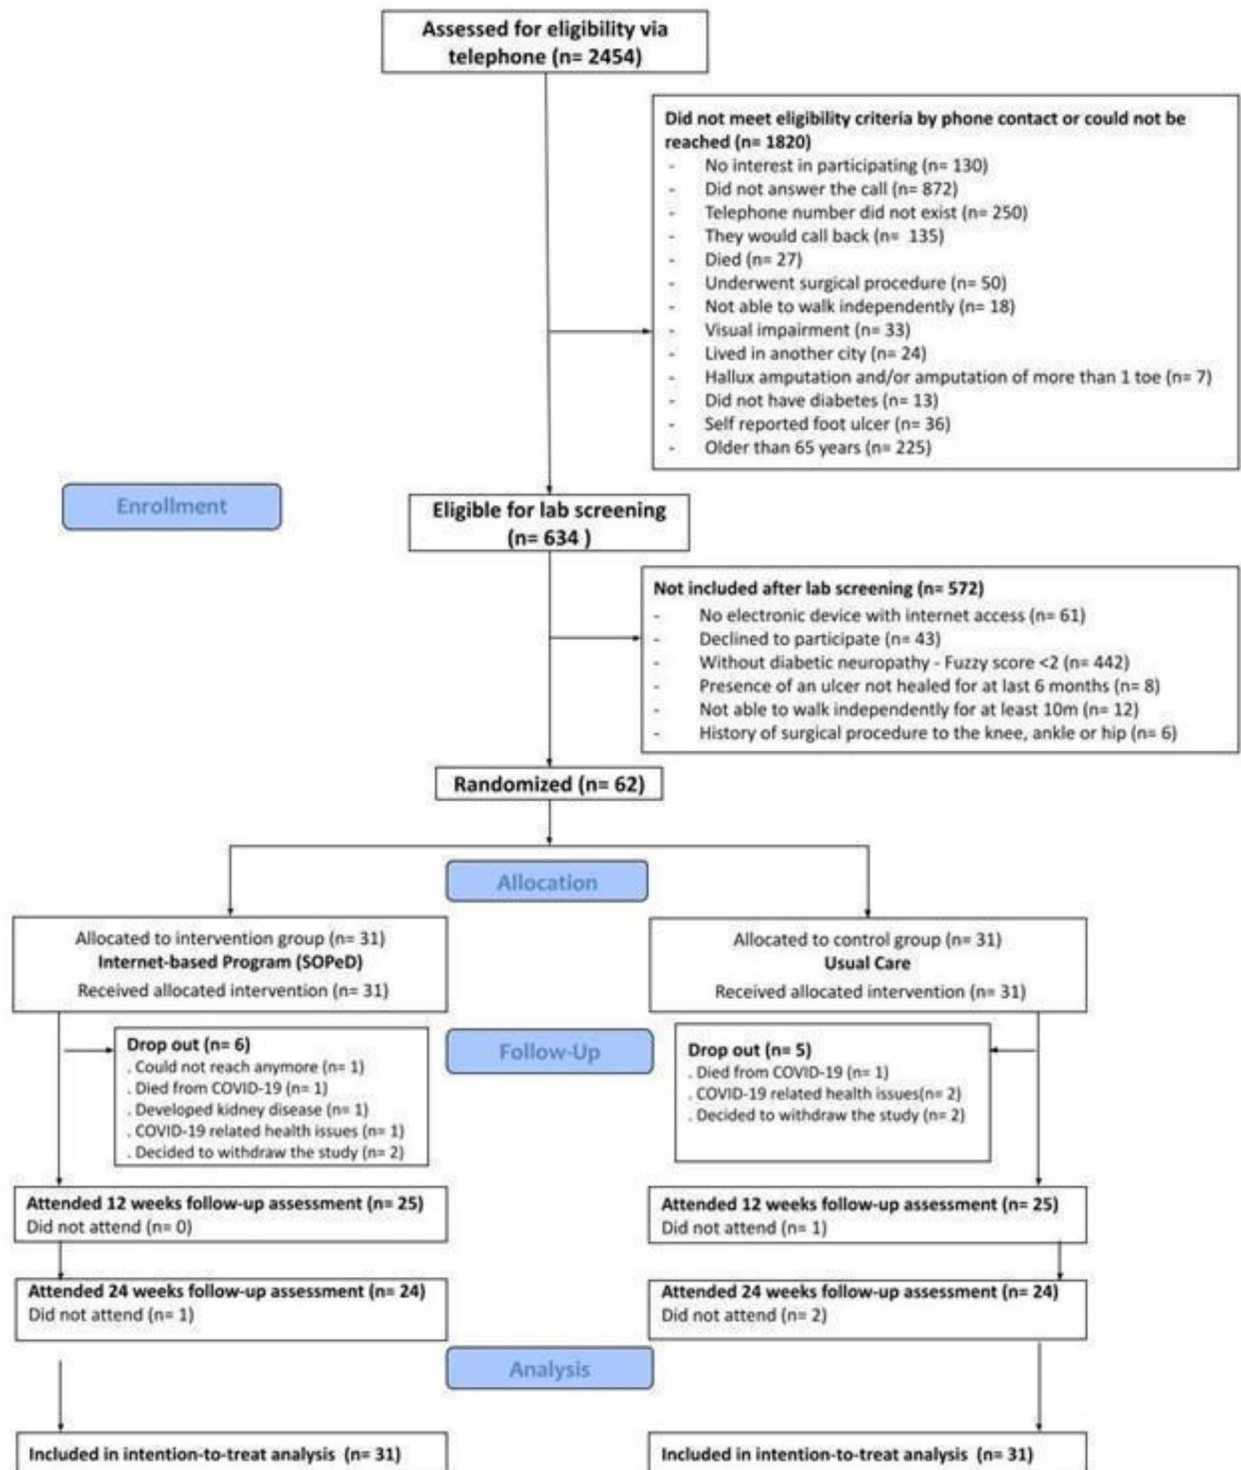 Assessed for eligibility via
telephone (n= 2454)
Did not meet eligibility criteria by phone contact or could not be
reached (n= 1820)
- No interest in participating (n= 130)
- Did not answer the call (n= 872)
- Telephone number did not exist (n= 250)
- They would call back (n= 135)
- Died (n= 27)
- Underwent surgical procedure (n= 50)
- Not able to walk independently (n= 18)
- Visual impairment (n= 33)
- Lived in another city (n= 24)
- Hallux amputation and/or amputation of more than 1 toe (n= 7)
- Did not have diabetes (n= 13)
- Self reported foot ulcer (n= 36)
- Older than 65 years (n= 225)
Enrollment
Eligible for lab screening
(n= 634 )
Not included after lab screening (n= 572)
- No electronic device with internet access (n= 61)
- Declined to participate (n= 43)
- Without diabetic neuropathy - Fuzzy score <2 (n= 442)
- Presence of an ulcer not healed for at last 6 months (n= 8)
- Not able to walk independently for at least 10m (n= 12)
- History of surgical procedure to the knee, ankle or hip (n= 6)
Randomized (n= 62)
Allocation
Allocated to intervention group (n= 31)
Internet-based Program (SOPeD)
Received allocated intervention (n= 31)
Allocated to control group (n= 31)
Usual Care
Received allocated intervention (n= 31)
Follow-Up
Drop out (n= 6)
. Could not reach anymore (n= 1)
. Died from COVID-19 (n= 1)
. Developed kidney disease (n= 1)
. COVID-19 related health issues (n= 1)
. Decided to withdraw the study (n= 2)
Drop out (n= 5)
. Died from COVID-19 (n= 1)
. COVID-19 related health issues(n= 2)
. Decided to withdraw the study (n= 2)
Attended 12 weeks follow-up assessment (n= 25)
Did not attend (n= 0)
Attended 12 weeks follow-up assessment (n= 25)
Did not attend (n= 1)
Attended 24 weeks follow-up assessment (n= 24)
Did not attend (n= 1)
Attended 24 weeks follow-up assessment (n= 24)
Did not attend (n= 2)
Analysis
Included in intention-to-treat analysis (n= 31)
Included in intention-to-treat analysis (n= 31)